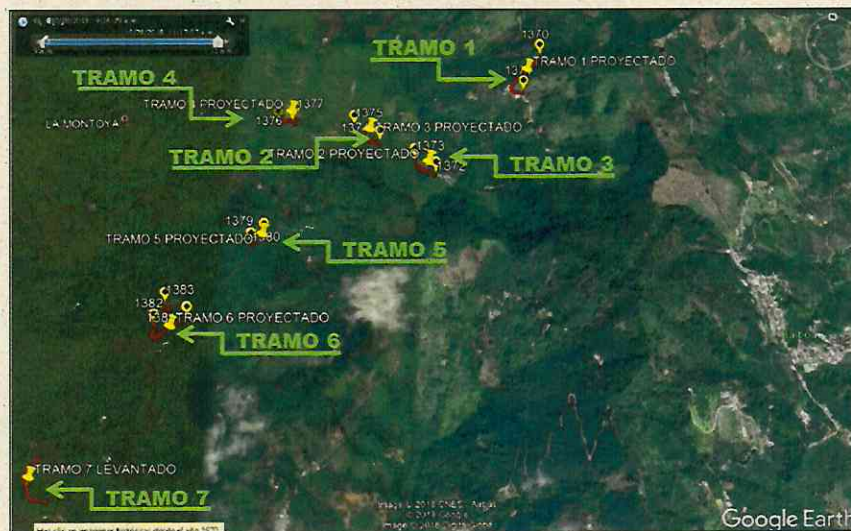 TRAMO 1
1370
TRAMO 1 PROYECTADO
TRAMO 4
1377
1376
LA MONTOYA
1375
TRAMO 3 PROYECTADO
TRAMO 2
TRAMO 2 PROYECTADO
1373
1372
TRAMO 3
1379
TRAMO 5 PROYECTADO
TRAMO 5
1383
1382
TRAMO 6 PROYECTADO
TRAMO 6
TRAMO 7 LEVANTADO
TRAMO 7
© 2018 Google
Google Earth